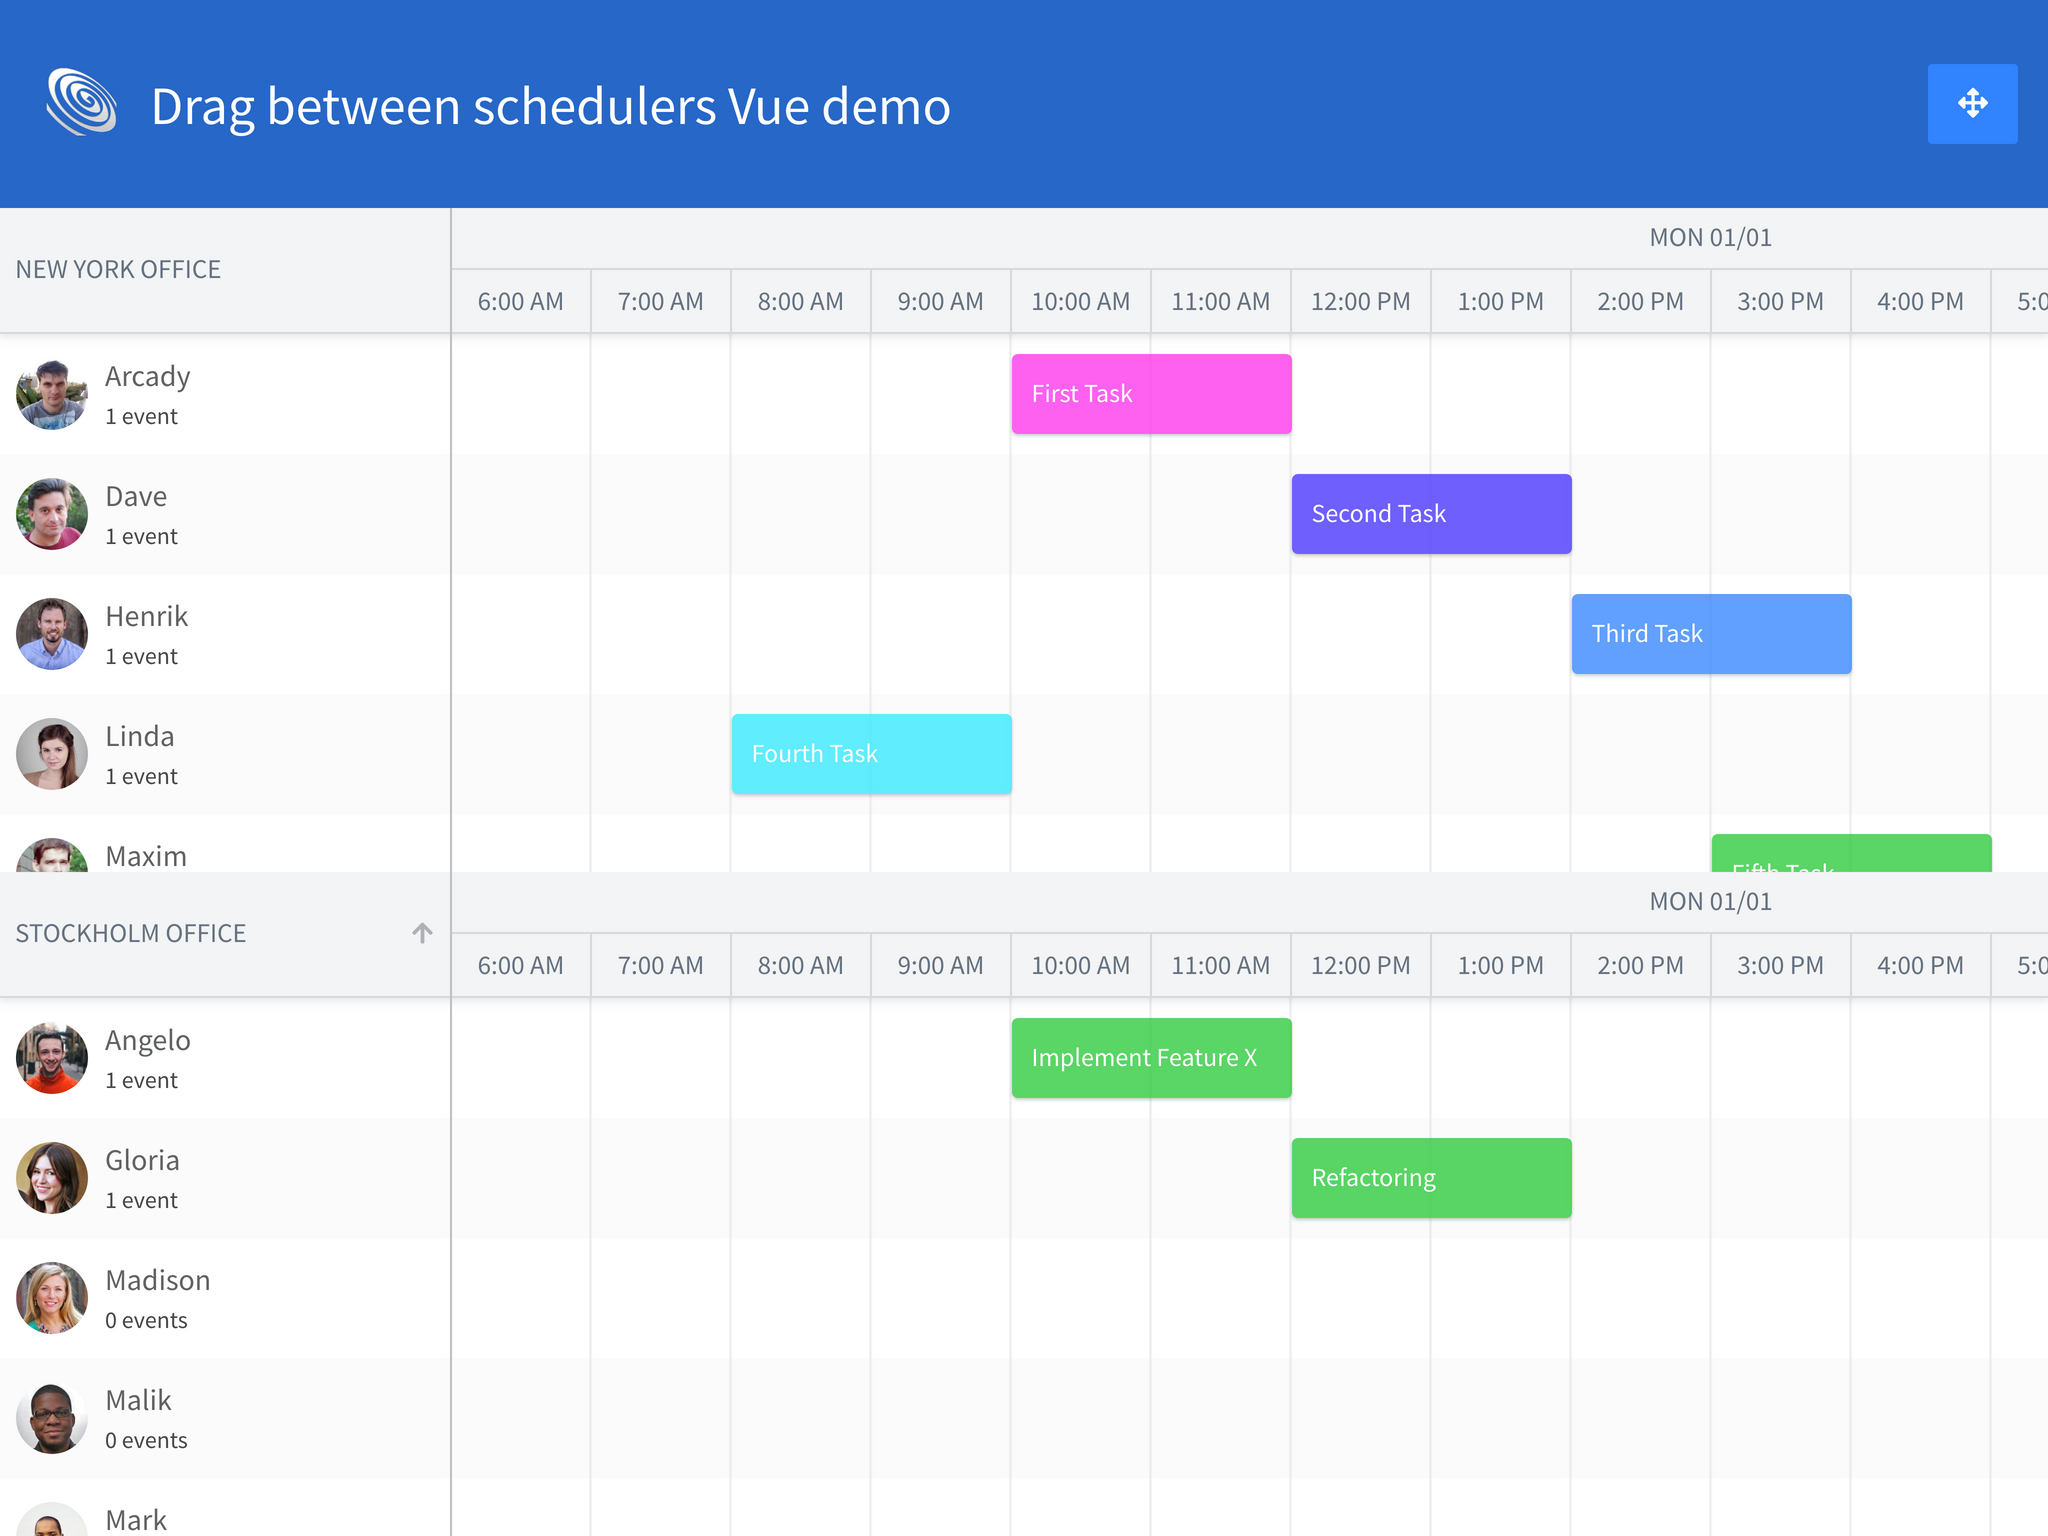 Drag between schedulers Vue demo
NEW YORK OFFICE
MON 01/01
6:00 AM 7:00 AM 8:00 AM 9:00 AM 10:00 AM 11:00 AM 12:00 PM 1:00 PM 2:00 PM 3:00 PM 4:00 PM 5:0
Arcady
1 event
First Task
Dave
1 event
Second Task
Henrik
1 event
Third Task
Linda
1 event
Fourth Task
Maxim
Fifth Task
STOCKHOLM OFFICE
MON 01/01
6:00 AM 7:00 AM 8:00 AM 9:00 AM 10:00 AM 11:00 AM 12:00 PM 1:00 PM 2:00 PM 3:00 PM 4:00 PM 5:0
Angelo
1 event
Implement Feature X
Gloria
1 event
Refactoring
Madison
0 events
Malik
0 events
Mark